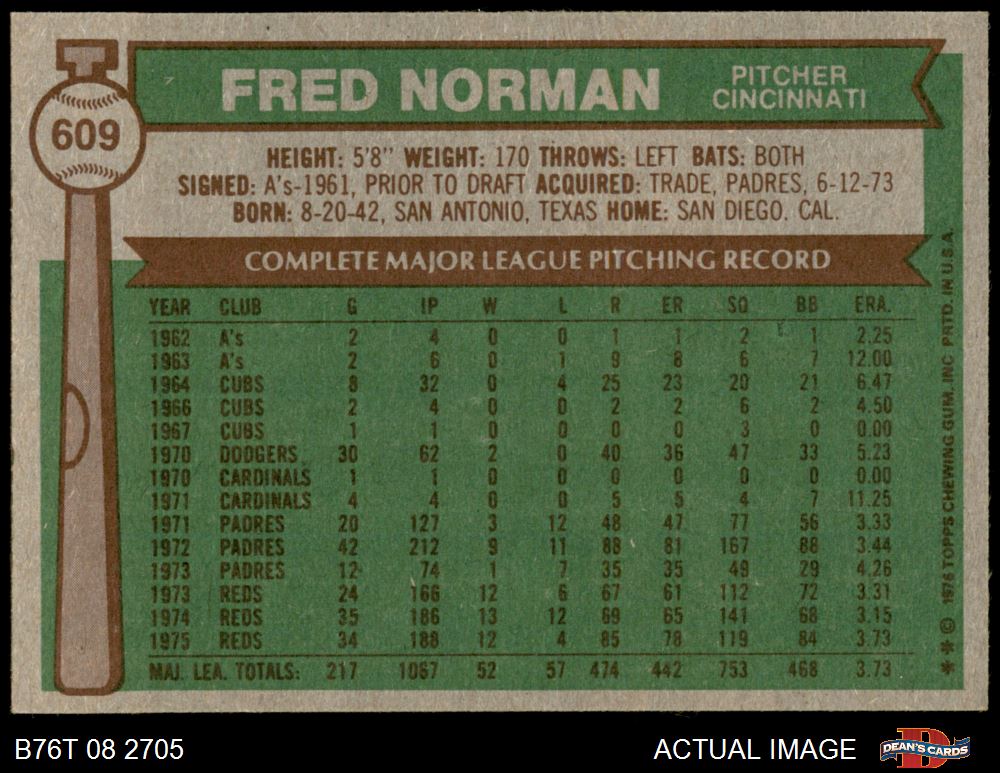 T
609
FRED NORMAN
PITCHER
CINCINNATI
HEIGHT: 5'8" WEIGHT: 170 THROWS: LEFT BATS: BOTH
SIGNED: A's-1961, PRIOR TO DRAFT ACQUIRED: TRADE, PADRES, 6-12-73
BORN: 8-20-42, SAN ANTONIO, TEXAS HOME: SAN DIEGO. CAL.
COMPLETE MAJOR LEAGUE PITCHING RECORD
YEAR CLUB G IP W L R ER SO BB ERA.
1962 A's 2 4 0 0 1 1 2 1 2.25
1963 A's 2 6 0 1 9 8 6 7 12.00
1964 CUBS 8 32 0 4 25 23 20 21 6.47
1966 CUBS 2 4 0 0 2 2 6 2 4.50
1967 CUBS 1 1 0 0 0 0 3 0 0.00
1970 DODGERS 30 62 2 0 40 36 47 33 5.23
1970 CARDINALS 1 1 0 0 0 0 0 0 0.00
1971 CARDINALS 4 4 0 0 5 5 4 7 11.25
1971 PADRES 20 127 3 12 48 47 77 56 3.33
1972 PADRES 42 212 9 11 88 81 167 88 3.44
1973 PADRES 12 74 1 7 35 35 49 29 4.26
1973 REDS 24 166 12 6 67 61 112 72 3.31
1974 REDS 35 186 13 12 69 65 141 68 3.15
1975 REDS 34 188 12 4 85 78 119 84 3.73
MAJ. LEA. TOTALS: 217 1067 52 57 474 442 753 468 3.73
** © 1976 TOPPS CHEWING GUM, INC. PRTD. IN U.S.A.
B76T 08 2705
ACTUAL IMAGE
DEAN'S CARDS